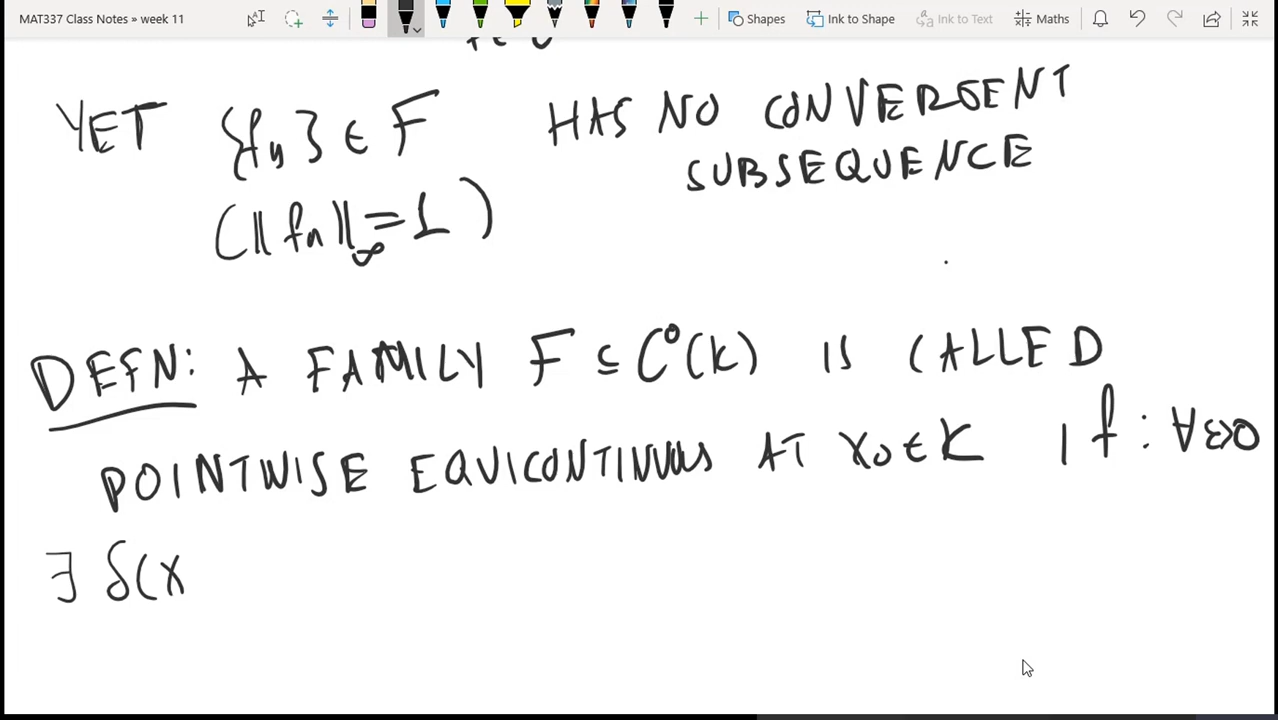 MAT337 Class Notes » week 11
Shapes
Ink to Shape
Ink to Text
Maths
YET {fn} ∈ F HAS NO CONVERGENT
SUBSEQUENCE
(‖fn‖∞ = 1)
DEFN: A FAMILY F ⊆ C⁰(K) IS CALLED
POINTWISE EQUICONTINUOUS AT x₀ ∈ K If : ∀ε>0
∃ δ(x